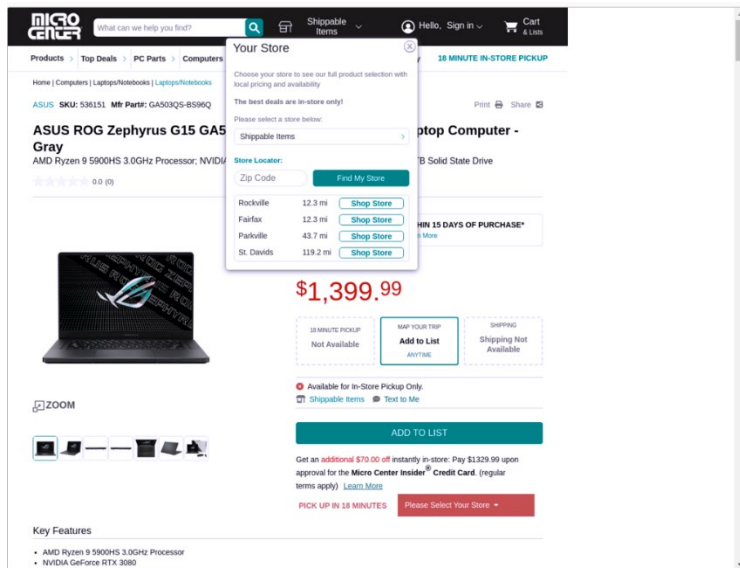 MICRO
CENTER
What can we help you find?
Shippable
Items
Hello, Sign in
Cart
& Lists
Products
Top Deals
PC Parts
Computers
18 MINUTE IN-STORE PICKUP
Home | Computers | Laptops/Notebooks | Laptops/Notebooks
ASUS SKU: 536151 Mfr Part#: GA503QS-BS96Q
Print
Share
ASUS ROG Zephyrus G15 GA5
ptop Computer -
Gray
AMD Ryzen 9 5900HS 3.0GHz Processor; NVIDI
TB Solid State Drive
0.0 (0)
Your Store
Choose your store to see our full product selection with
local pricing and availability
The best deals are in-store only!
Please select a store below:
Shippable Items
Store Locator:
Zip Code
Find My Store
Rockville 12.3 mi Shop Store
Fairfax 12.3 mi Shop Store
Parkville 43.7 mi Shop Store
St. Davids 119.2 mi Shop Store
HIN 15 DAYS OF PURCHASE*
More
$1,399.99
18 MINUTE PICKUP
Not Available
MAP YOUR TRIP
Add to List
ANYTIME
SHIPPING
Shipping Not
Available
Available for In-Store Pickup Only.
Shippable Items
Text to Me
ZOOM
ADD TO LIST
Get an additional $70.00 off instantly in-store: Pay $1329.99 upon
approval for the Micro Center Insider® Credit Card. (regular
terms apply) Learn More
PICK UP IN 18 MINUTES
Please Select Your Store
Key Features
• AMD Ryzen 9 5900HS 3.0GHz Processor
• NVIDIA GeForce RTX 3080